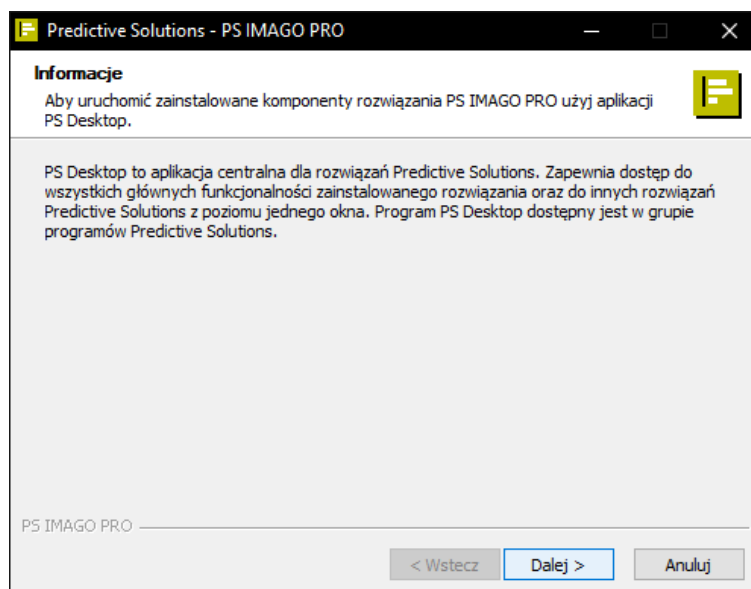 Predictive Solutions - PS IMAGO PRO
Informacje
Aby uruchomić zainstalowane komponenty rozwiązania PS IMAGO PRO użyj aplikacji
PS Desktop.
PS Desktop to aplikacja centralna dla rozwiązań Predictive Solutions. Zapewnia dostęp do
wszystkich głównych funkcjonalności zainstalowanego rozwiązania oraz do innych rozwiązań
Predictive Solutions z poziomu jednego okna. Program PS Desktop dostępny jest w grupie
programów Predictive Solutions.
PS IMAGO PRO
< Wstecz Dalej > Anuluj